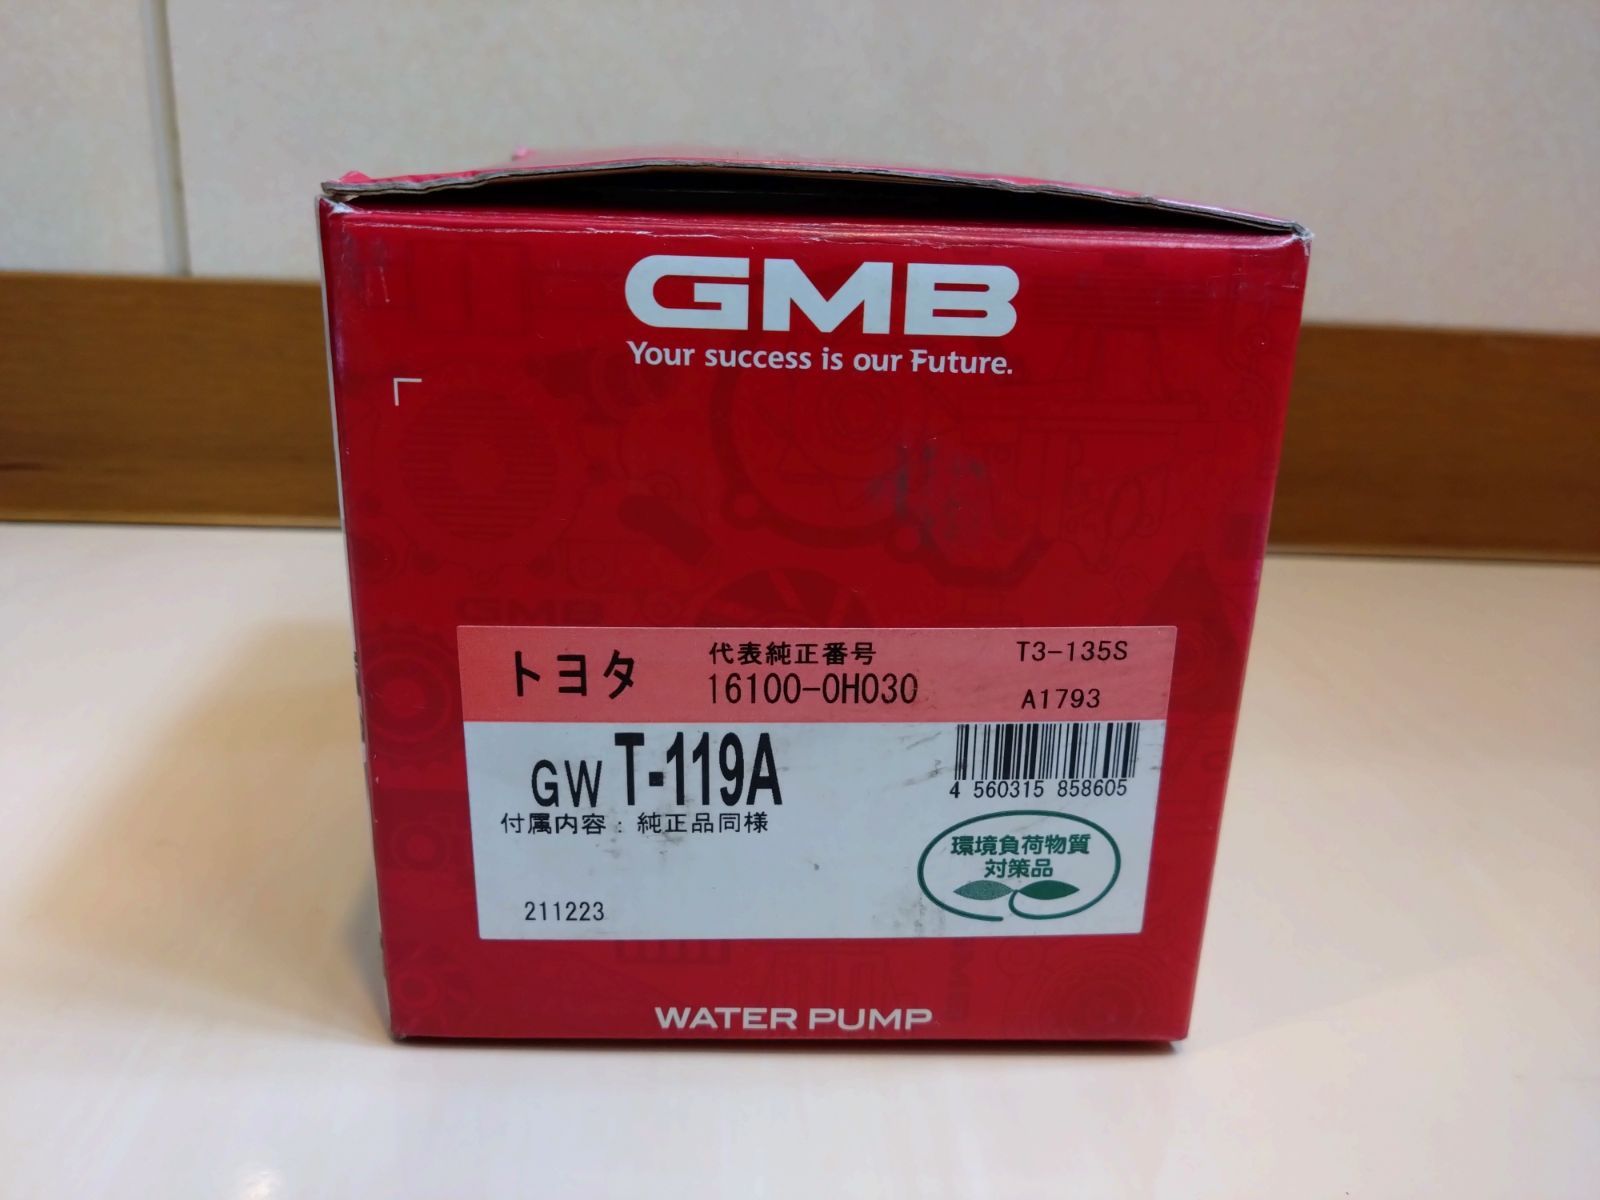 GMB
Your success is our Future.
トヨタ
代表純正番号
16100-0H030
T3-135S
A1793
GW T-119A
付属内容：純正品同様
4 560315 858605
環境負荷物質
対策品
211223
WATER PUMP